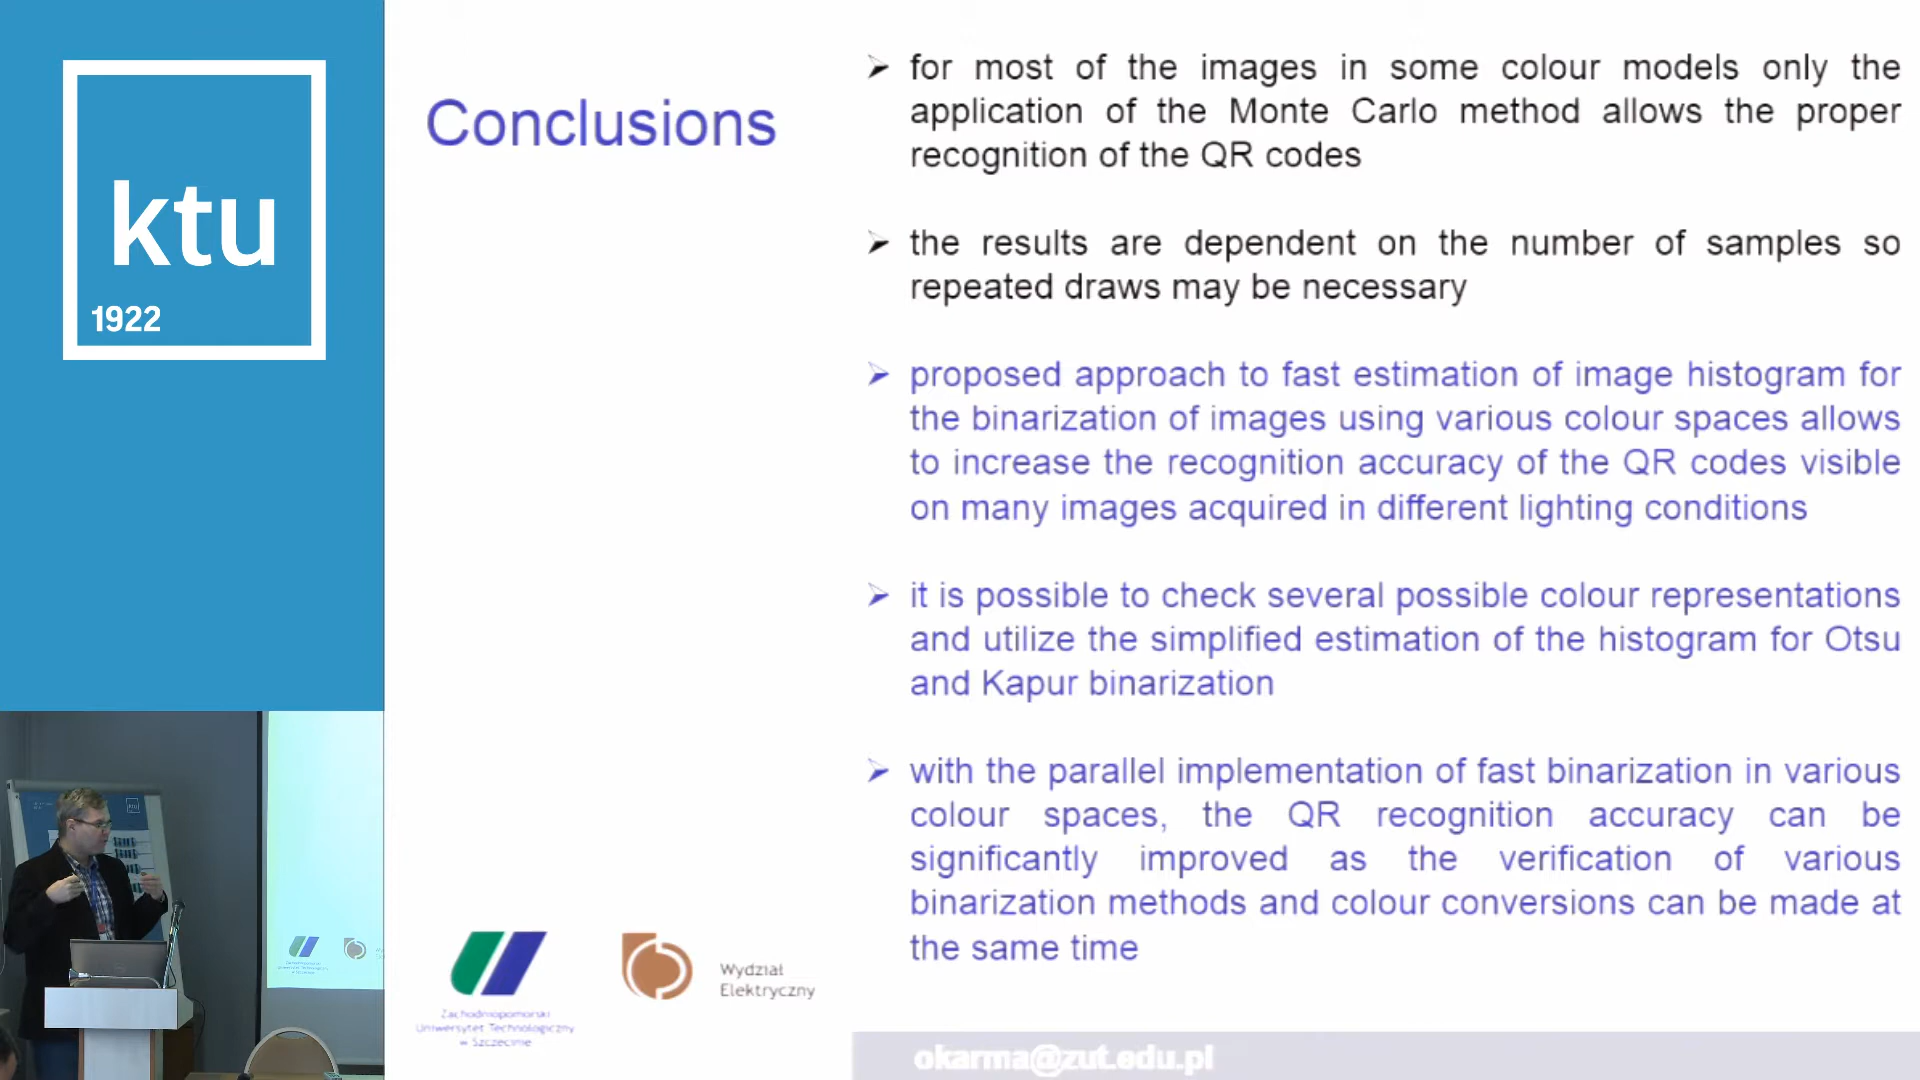 ktu
1922
Conclusions
➢ for most of the images in some colour models only the
application of the Monte Carlo method allows the proper
recognition of the QR codes
➢ the results are dependent on the number of samples so
repeated draws may be necessary
➢ proposed approach to fast estimation of image histogram for
the binarization of images using various colour spaces allows
to increase the recognition accuracy of the QR codes visible
on many images acquired in different lighting conditions
➢ it is possible to check several possible colour representations
and utilize the simplified estimation of the histogram for Otsu
and Kapur binarization
➢ with the parallel implementation of fast binarization in various
colour spaces, the QR recognition accuracy can be
significantly improved as the verification of various
binarization methods and colour conversions can be made at
the same time
Zachodniopomorski
Uniwersytet Technologiczny
w Szczecinie
Wydział
Elektryczny
okarma@zut.edu.pl